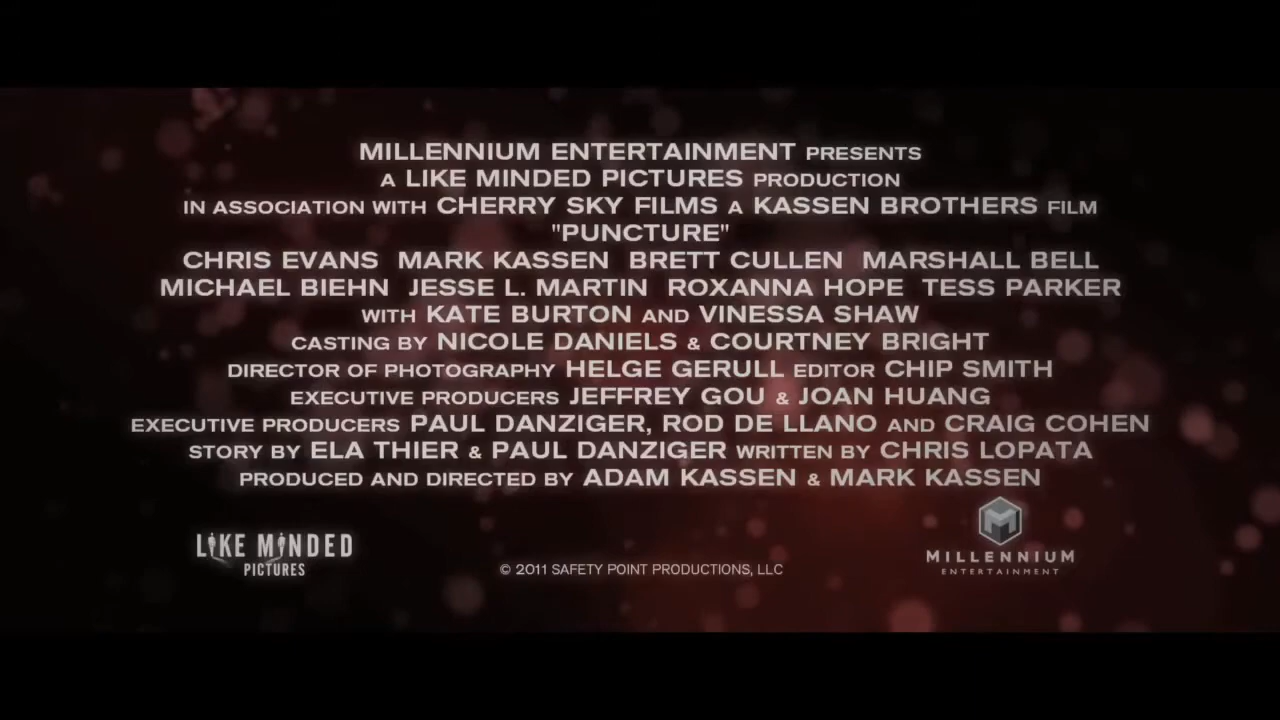 MILLENNIUM ENTERTAINMENT PRESENTS
A LIKE MINDED PICTURES PRODUCTION
IN ASSOCIATION WITH CHERRY SKY FILMS A KASSEN BROTHERS FILM
"PUNCTURE"
CHRIS EVANS MARK KASSEN BRETT CULLEN MARSHALL BELL
MICHAEL BIEHN JESSE L. MARTIN ROXANNA HOPE TESS PARKER
WITH KATE BURTON AND VINESSA SHAW
CASTING BY NICOLE DANIELS & COURTNEY BRIGHT
DIRECTOR OF PHOTOGRAPHY HELGE GERULL EDITOR CHIP SMITH
EXECUTIVE PRODUCERS JEFFREY GOU & JOAN HUANG
EXECUTIVE PRODUCERS PAUL DANZIGER, ROD DE LLANO AND CRAIG COHEN
STORY BY ELA THIER & PAUL DANZIGER WRITTEN BY CHRIS LOPATA
PRODUCED AND DIRECTED BY ADAM KASSEN & MARK KASSEN
LIKE MINDED
PICTURES
© 2011 SAFETY POINT PRODUCTIONS, LLC
M
MILLENNIUM
ENTERTAINMENT